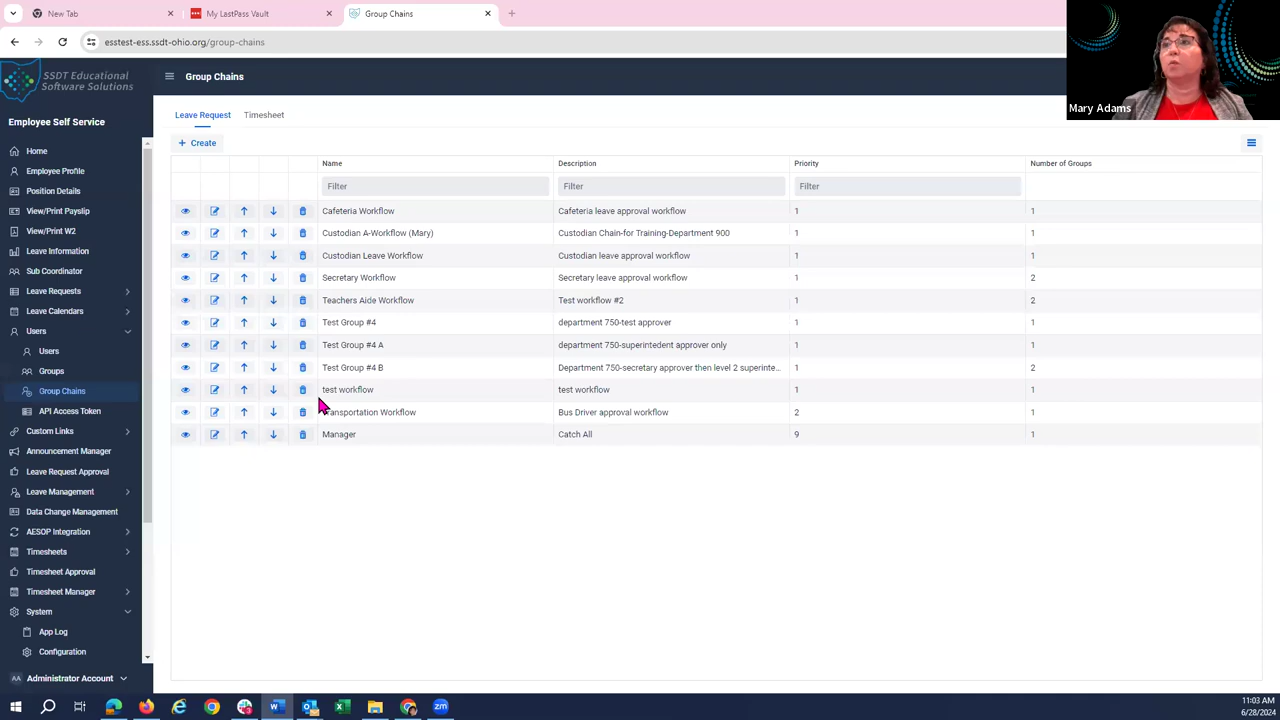 New Tab
My LastPass Vault
Group Chains
esstest-ess.ssdt-ohio.org/group-chains
SSDT Educational
Software Solutions
Group Chains
Mary Adams
Leave Request
Timesheet
Employee Self Service
+ Create
Home
Employee Profile
Position Details
View/Print Payslip
View/Print W2
Leave Information
Sub Coordinator
Leave Requests
Leave Calendars
Users
Users
Groups
Group Chains
API Access Token
Custom Links
Announcement Manager
Leave Request Approval
Leave Management
Data Change Management
AESOP Integration
Timesheets
Timesheet Approval
Timesheet Manager
System
App Log
Configuration
AA Administrator Account
Name Description Priority Number of Groups
Filter Filter Filter
Cafeteria Workflow Cafeteria leave approval workflow 1 1
Custodian A-Workflow (Mary) Custodian Chain-for Training-Department 900 1 1
Custodian Leave Workflow Custodian leave approval workflow 1 1
Secretary Workflow Secretary leave approval workflow 1 2
Teachers Aide Workflow Test workflow #2 1 2
Test Group #4 department 750-test approver 1 1
Test Group #4 A department 750-superintedent approver only 1 1
Test Group #4 B Department 750-secretary approver then level 2 superinte... 1 2
test workflow test workflow 1 1
Transportation Workflow Bus Driver approval workflow 2 1
Manager Catch All 9 1
11:03 AM
6/28/2024